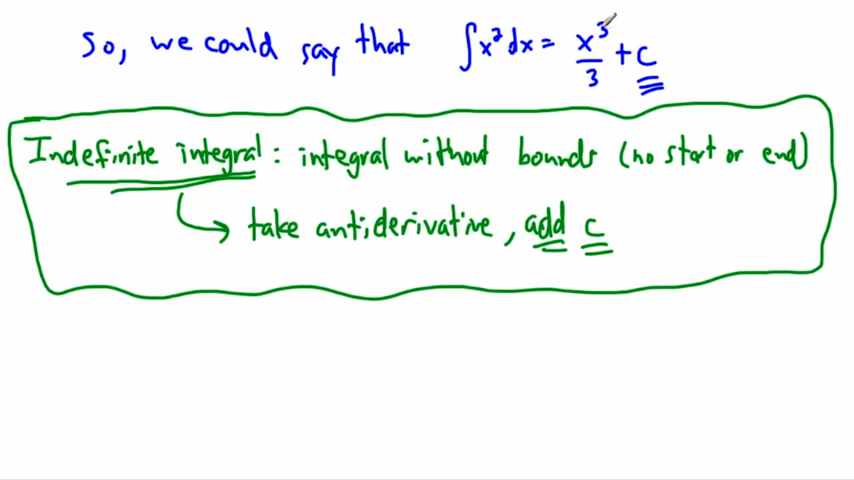 So, we could say that ∫x²dx = x³/3 + C
Indefinite integral: integral without bounds (no start or end)
take antiderivative, add C